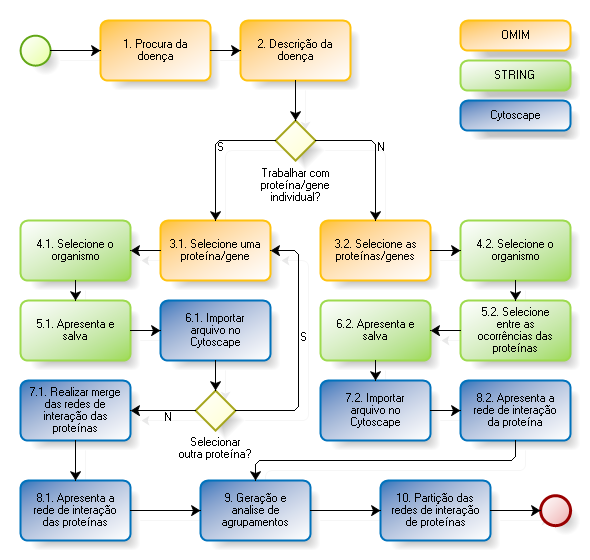 1. Procura da
doença
2. Descrição da
doença
OMIM
STRING
Cytoscape
S
N
Trabalhar com
proteína/gene
individual?
4.1. Selecione o
organismo
3.1. Selecione uma
proteína/gene
3.2. Selecione as
proteínas/genes
4.2. Selecione o
organismo
5.1. Apresenta e
salva
6.1. Importar
arquivo no
Cytoscape
S
6.2. Apresenta e
salva
5.2. Selecione
entre as
ocorrências das
proteínas
7.1. Realizar merge
das redes de
interação das
proteínas
N
Selecionar
outra proteína?
7.2. Importar
arquivo no
Cytoscape
8.2. Apresenta a
rede de interação
da proteína
8.1. Apresenta a
rede de interação
das proteínas
9. Geração e
analise de
agrupamentos
10. Partição das
redes de interação
de proteínas